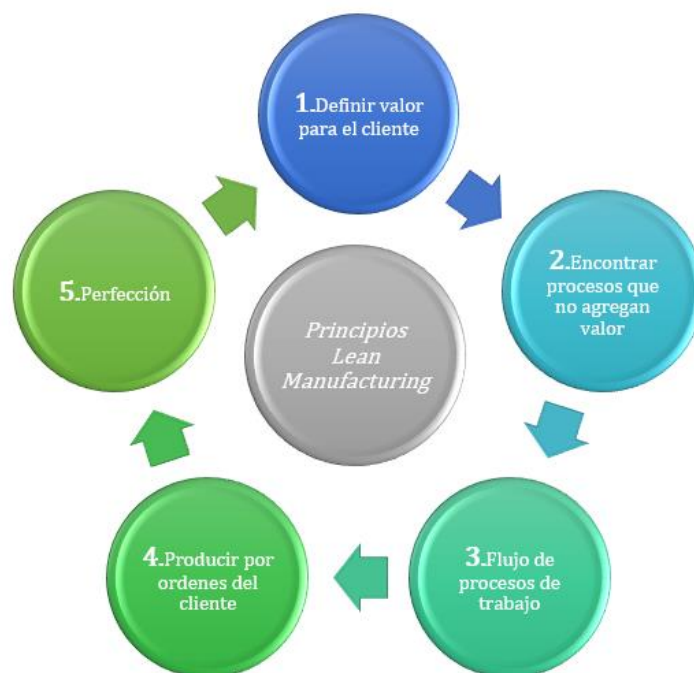 1.Definir valor
para el cliente
2.Encontrar
procesos que
no agregan
valor
3.Flujo de
procesos de
trabajo
4.Producir por
ordenes del
cliente
5.Perfección
Principios
Lean
Manufacturing